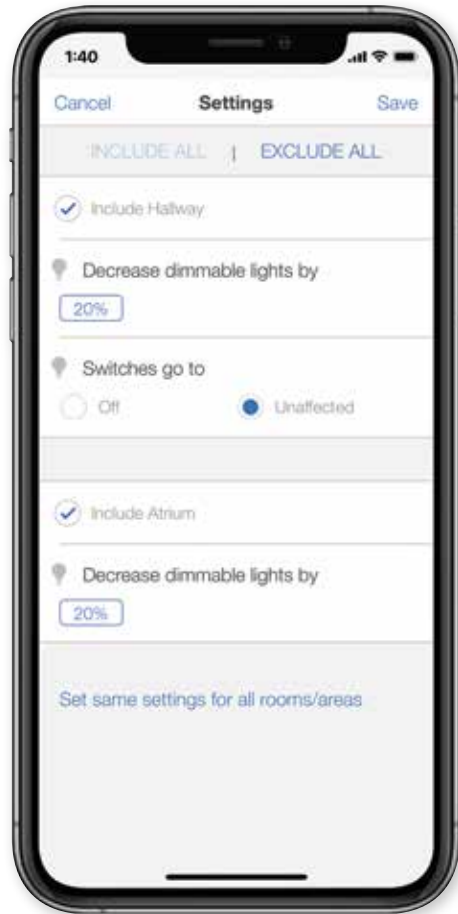 1:40
Cancel Settings Save
INCLUDE ALL | EXCLUDE ALL
Include Hallway
Decrease dimmable lights by
20%
Switches go to
Off Unaffected
Include Atrium
Decrease dimmable lights by
20%
Set same settings for all rooms/areas